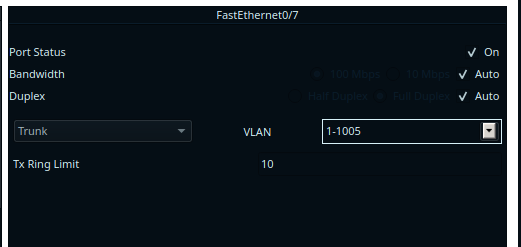 FastEthernet0/7
Port Status On
Bandwidth 100 Mbps 10 Mbps Auto
Duplex Half Duplex Full Duplex Auto
Trunk VLAN 1-1005
Tx Ring Limit 10